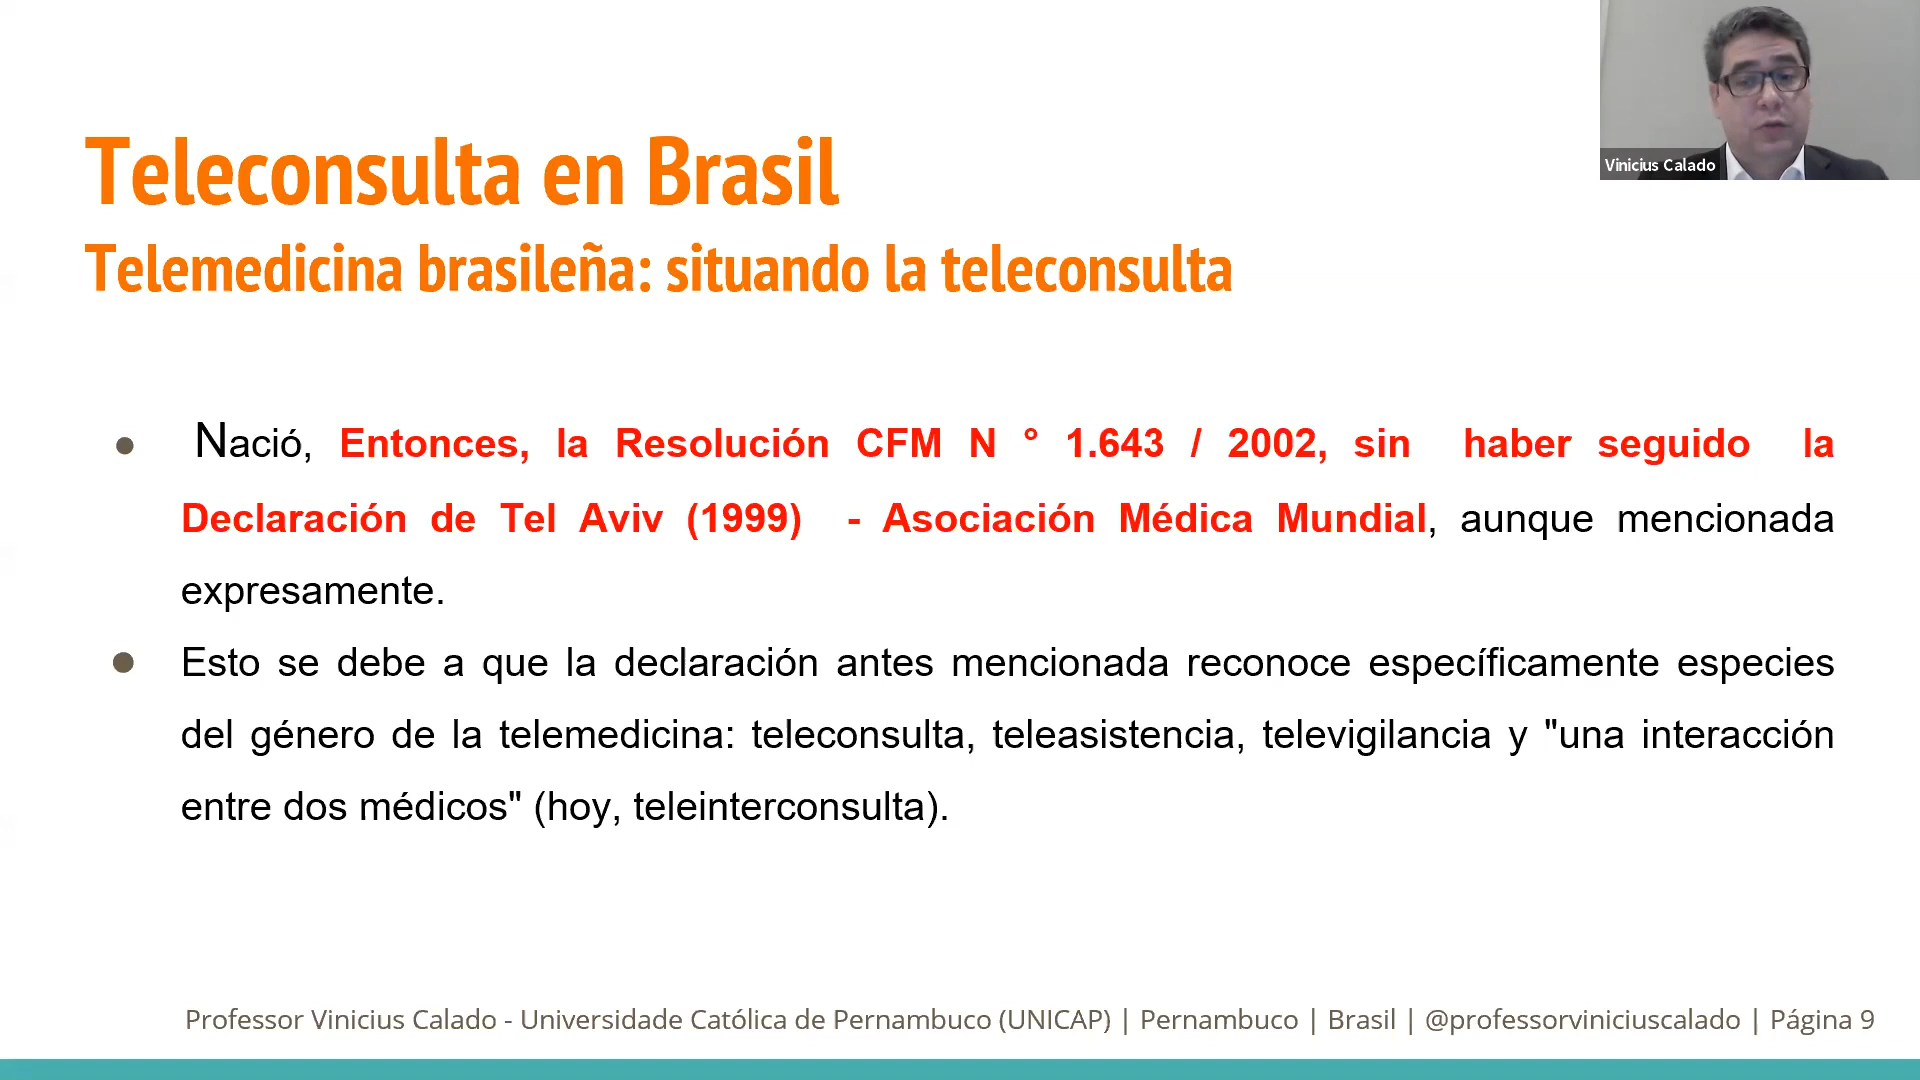 Vinicius Calado
Teleconsulta en Brasil
Telemedicina brasileña: situando la teleconsulta
● Nació, Entonces, la Resolución CFM N ° 1.643 / 2002, sin haber seguido la
Declaración de Tel Aviv (1999) - Asociación Médica Mundial, aunque mencionada
expresamente.
● Esto se debe a que la declaración antes mencionada reconoce específicamente especies
del género de la telemedicina: teleconsulta, teleasistencia, televigilancia y "una interacción
entre dos médicos" (hoy, teleinterconsulta).
Professor Vinicius Calado - Universidade Católica de Pernambuco (UNICAP) | Pernambuco | Brasil | @professorviniciuscalado | Página 9